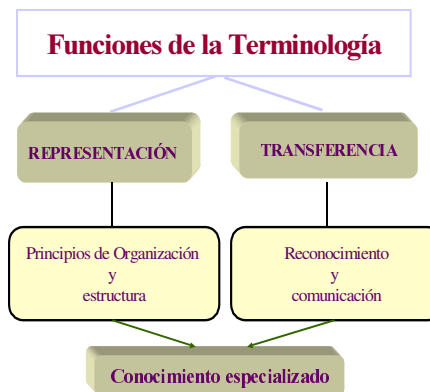 Funciones de la Terminología
REPRESENTACIÓN
TRANSFERENCIA
Principios de Organización
y
estructura
Reconocimiento
y
comunicación
Conocimiento especializado